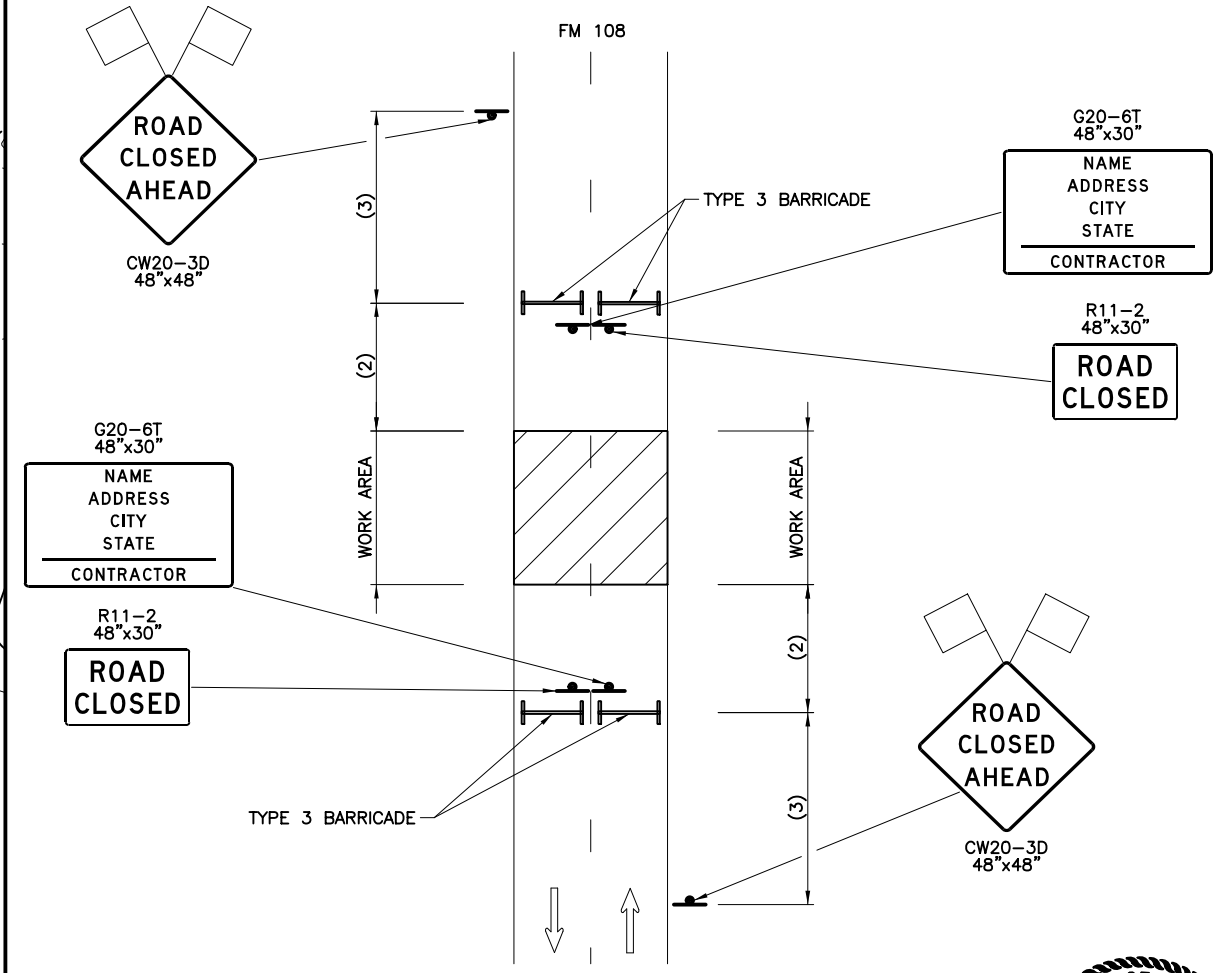 FM 108
ROAD
CLOSED
AHEAD
CW20-3D
48"x48"
(3)
TYPE 3 BARRICADE
G20-6T
48"x30"
NAME
ADDRESS
CITY
STATE
CONTRACTOR
R11-2
48"x30"
ROAD
CLOSED
(2)
G20-6T
48"x30"
NAME
ADDRESS
CITY
STATE
CONTRACTOR
R11-2
48"x30"
ROAD
CLOSED
WORK AREA
WORK AREA
(2)
TYPE 3 BARRICADE
(3)
ROAD
CLOSED
AHEAD
CW20-3D
48"x48"